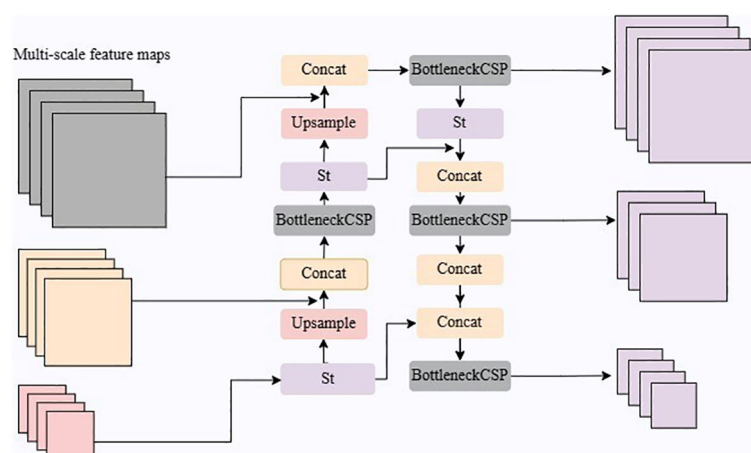 Multi-scale feature maps
Concat
BottleneckCSP
Upsample
St
St
Concat
BottleneckCSP
BottleneckCSP
Concat
Concat
Upsample
Concat
St
BottleneckCSP